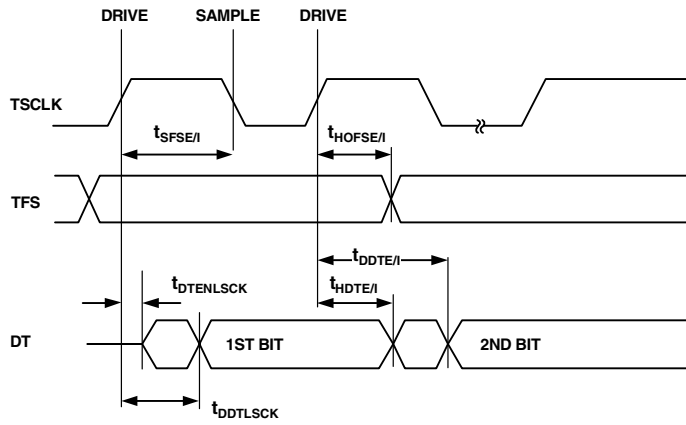 DRIVE SAMPLE DRIVE
TSCLK
tSFSE/I tHOFSE/I
TFS
tDDTE/I
tDTENLSCK tHDTE/I
DT 1ST BIT 2ND BIT
tDDTLSCK